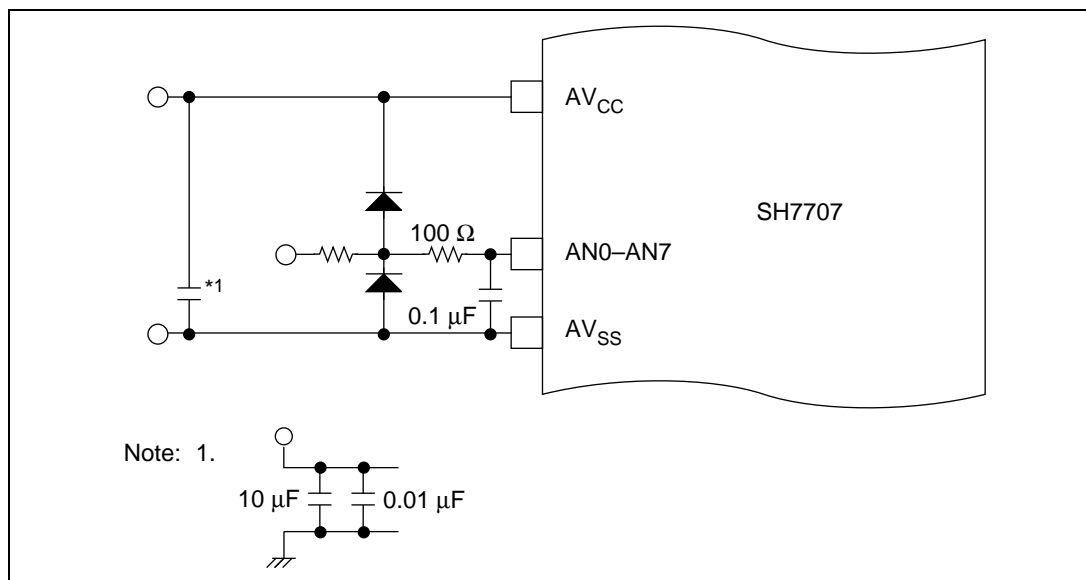 AVCC
SH7707
100 Ω
AN0–AN7
*1
0.1 μF
AVSS
Note: 1.
10 μF
0.01 μF